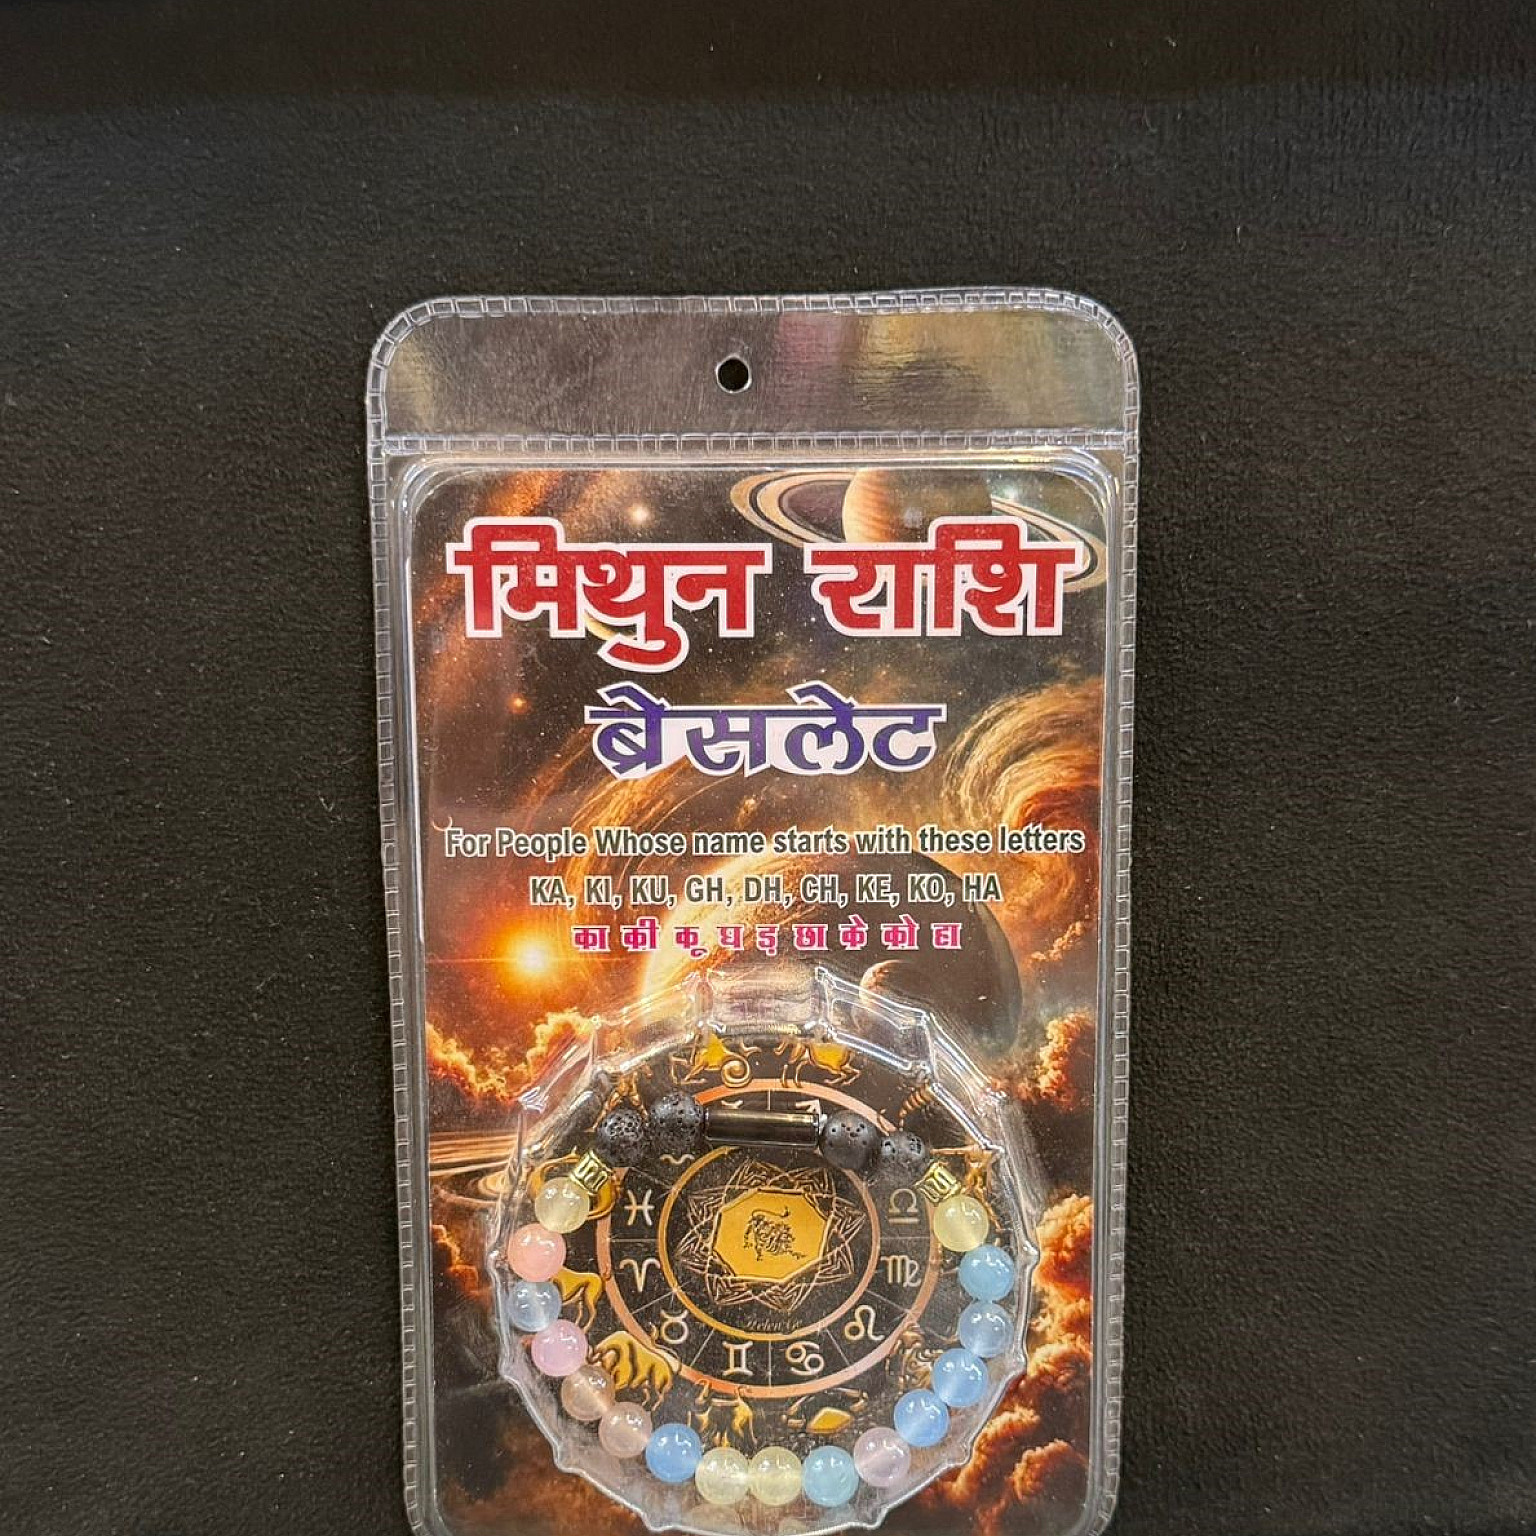 मिथुन राशि
ब्रेसलेट
For People Whose name starts with these letters
KA, KI, KU, GH, DH, CH, KE, KO, HA
का की कू घ ड़ छा के को हा